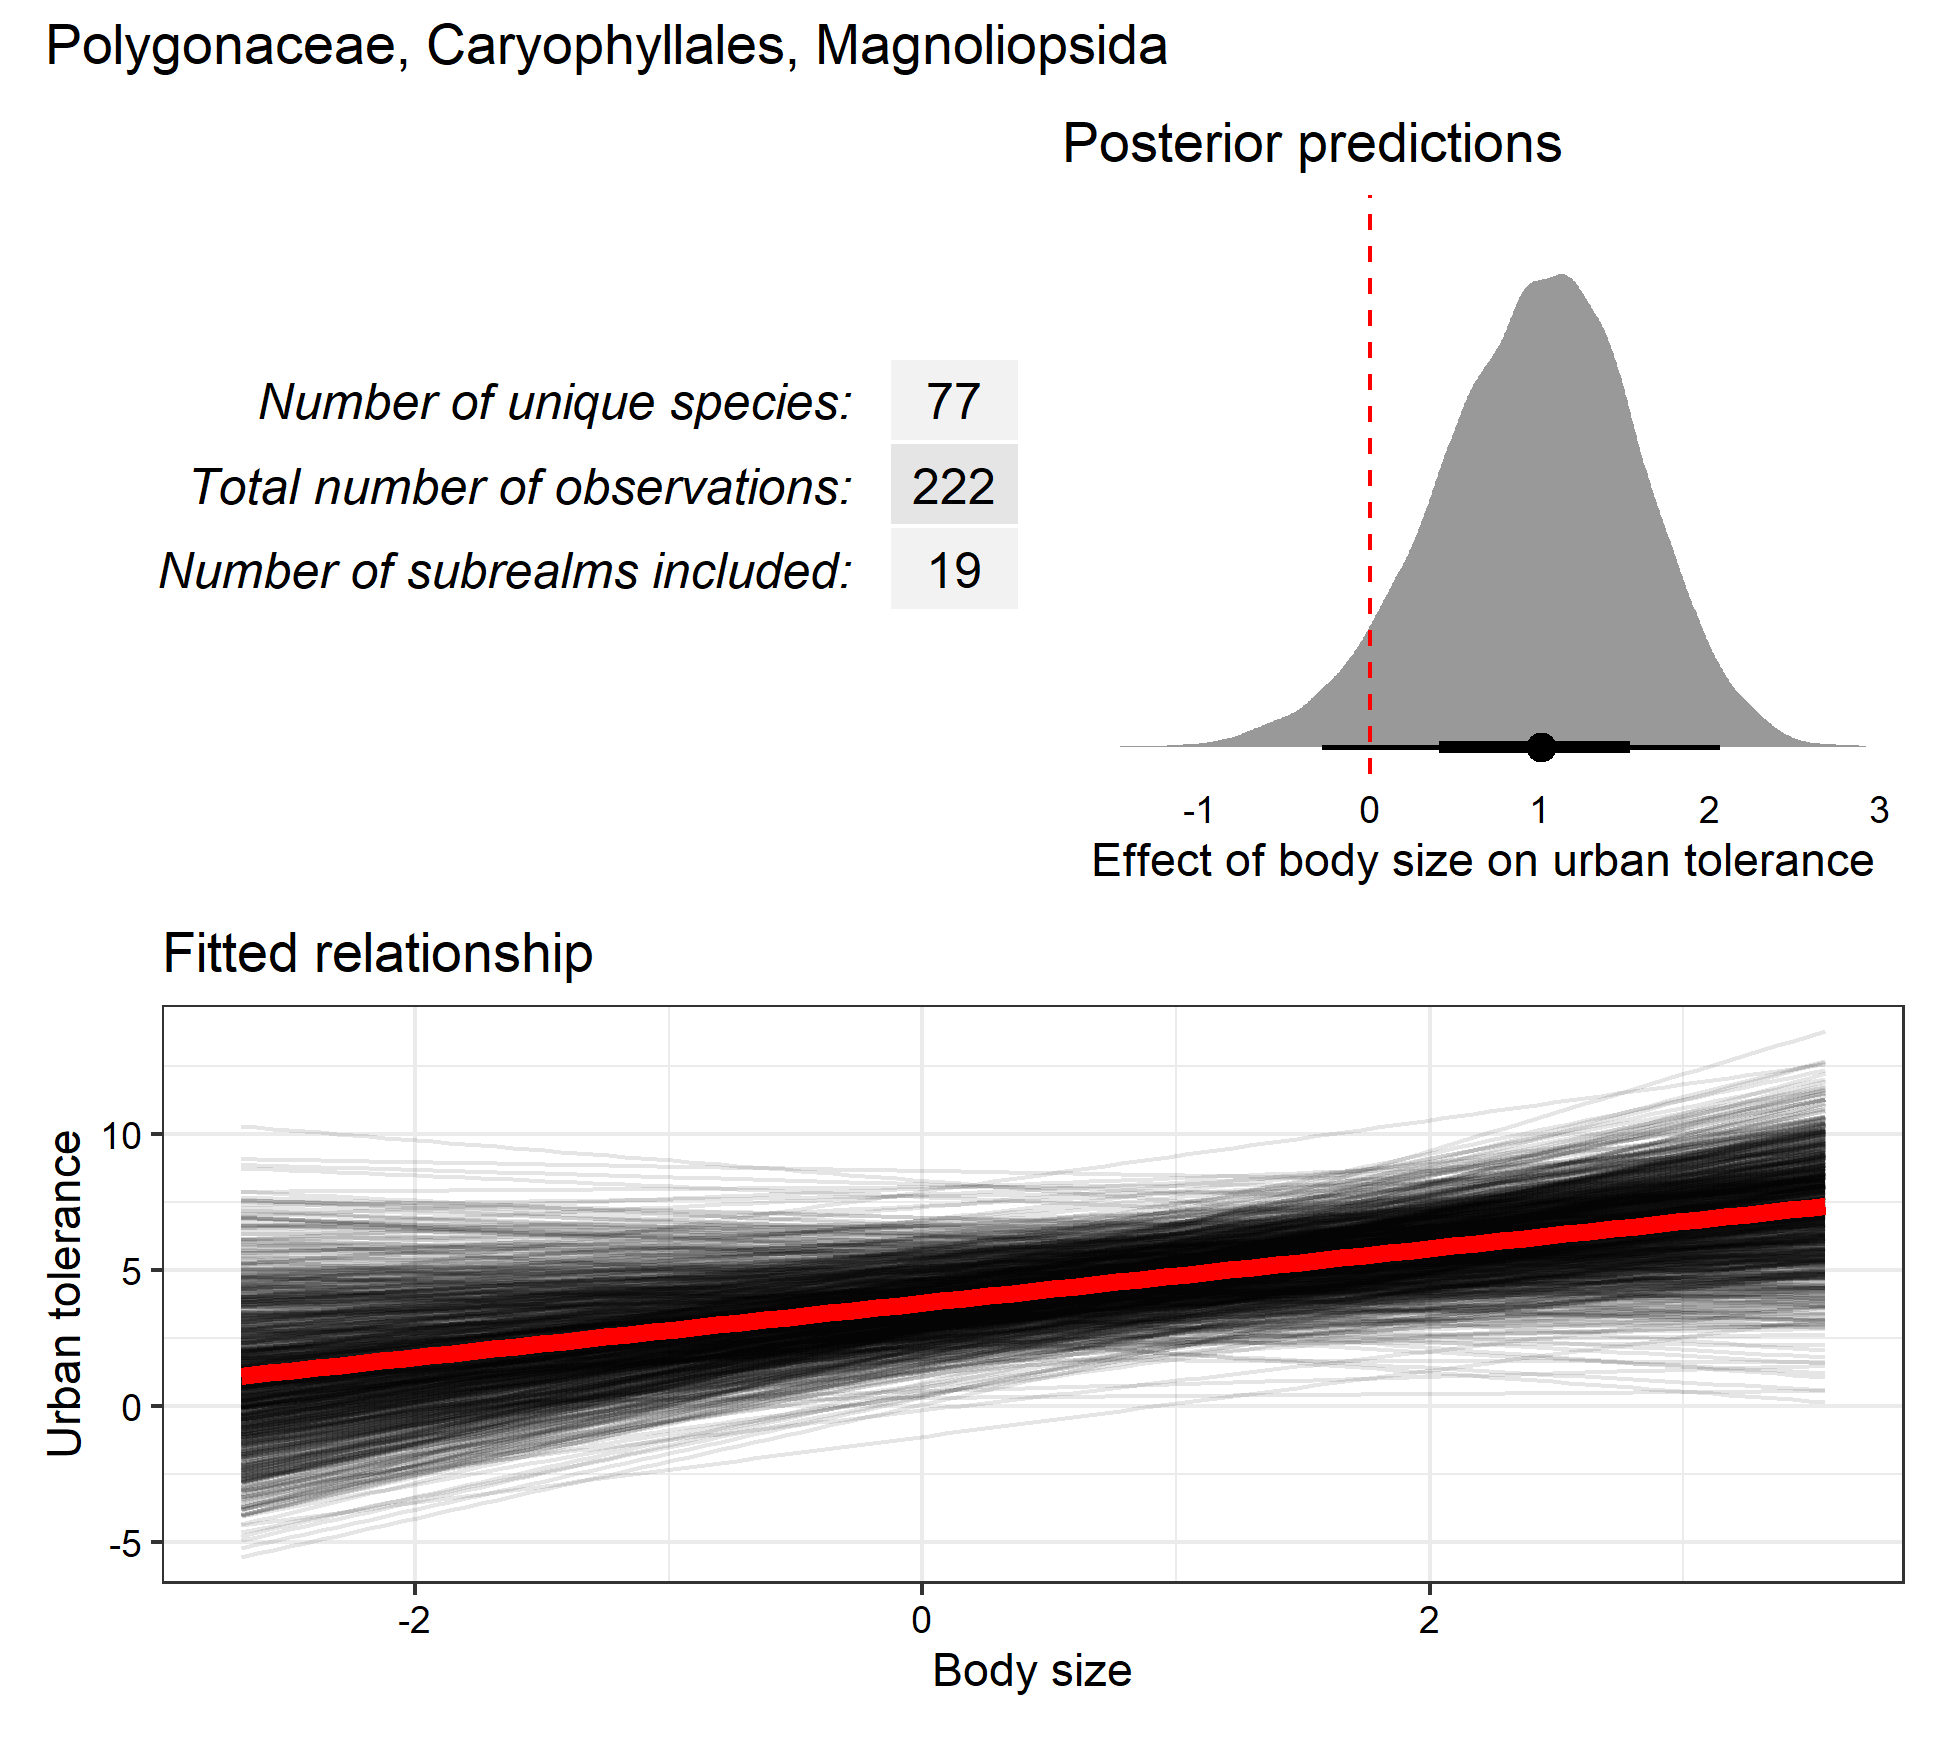 Polygonaceae, Caryophyllales, Magnoliopsida
Posterior predictions
Number of unique species: 77
Total number of observations: 222
Number of subrealms included: 19
-1 0 1 2 3
Effect of body size on urban tolerance
Fitted relationship
Urban tolerance
10
5
0
-5
-2 0 2
Body size